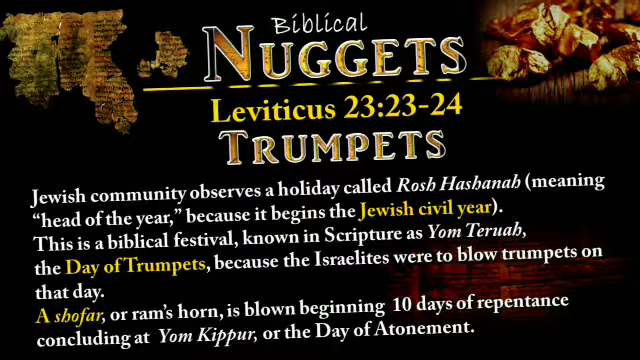 Biblical
NUGGETS
Leviticus 23:23-24
TRUMPETS
Jewish community observes a holiday called Rosh Hashanah (meaning
“head of the year,” because it begins the Jewish civil year).
This is a biblical festival, known in Scripture as Yom Teruah,
the Day of Trumpets, because the Israelites were to blow trumpets on
that day.
A shofar, or ram’s horn, is blown beginning 10 days of repentance
concluding at Yom Kippur, or the Day of Atonement.